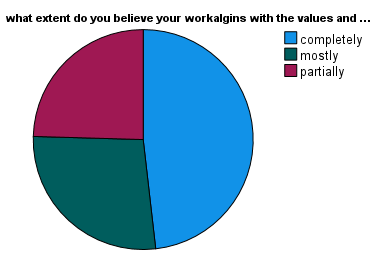 what extent do you believe your workalgins with the values and ...
completely
mostly
partially